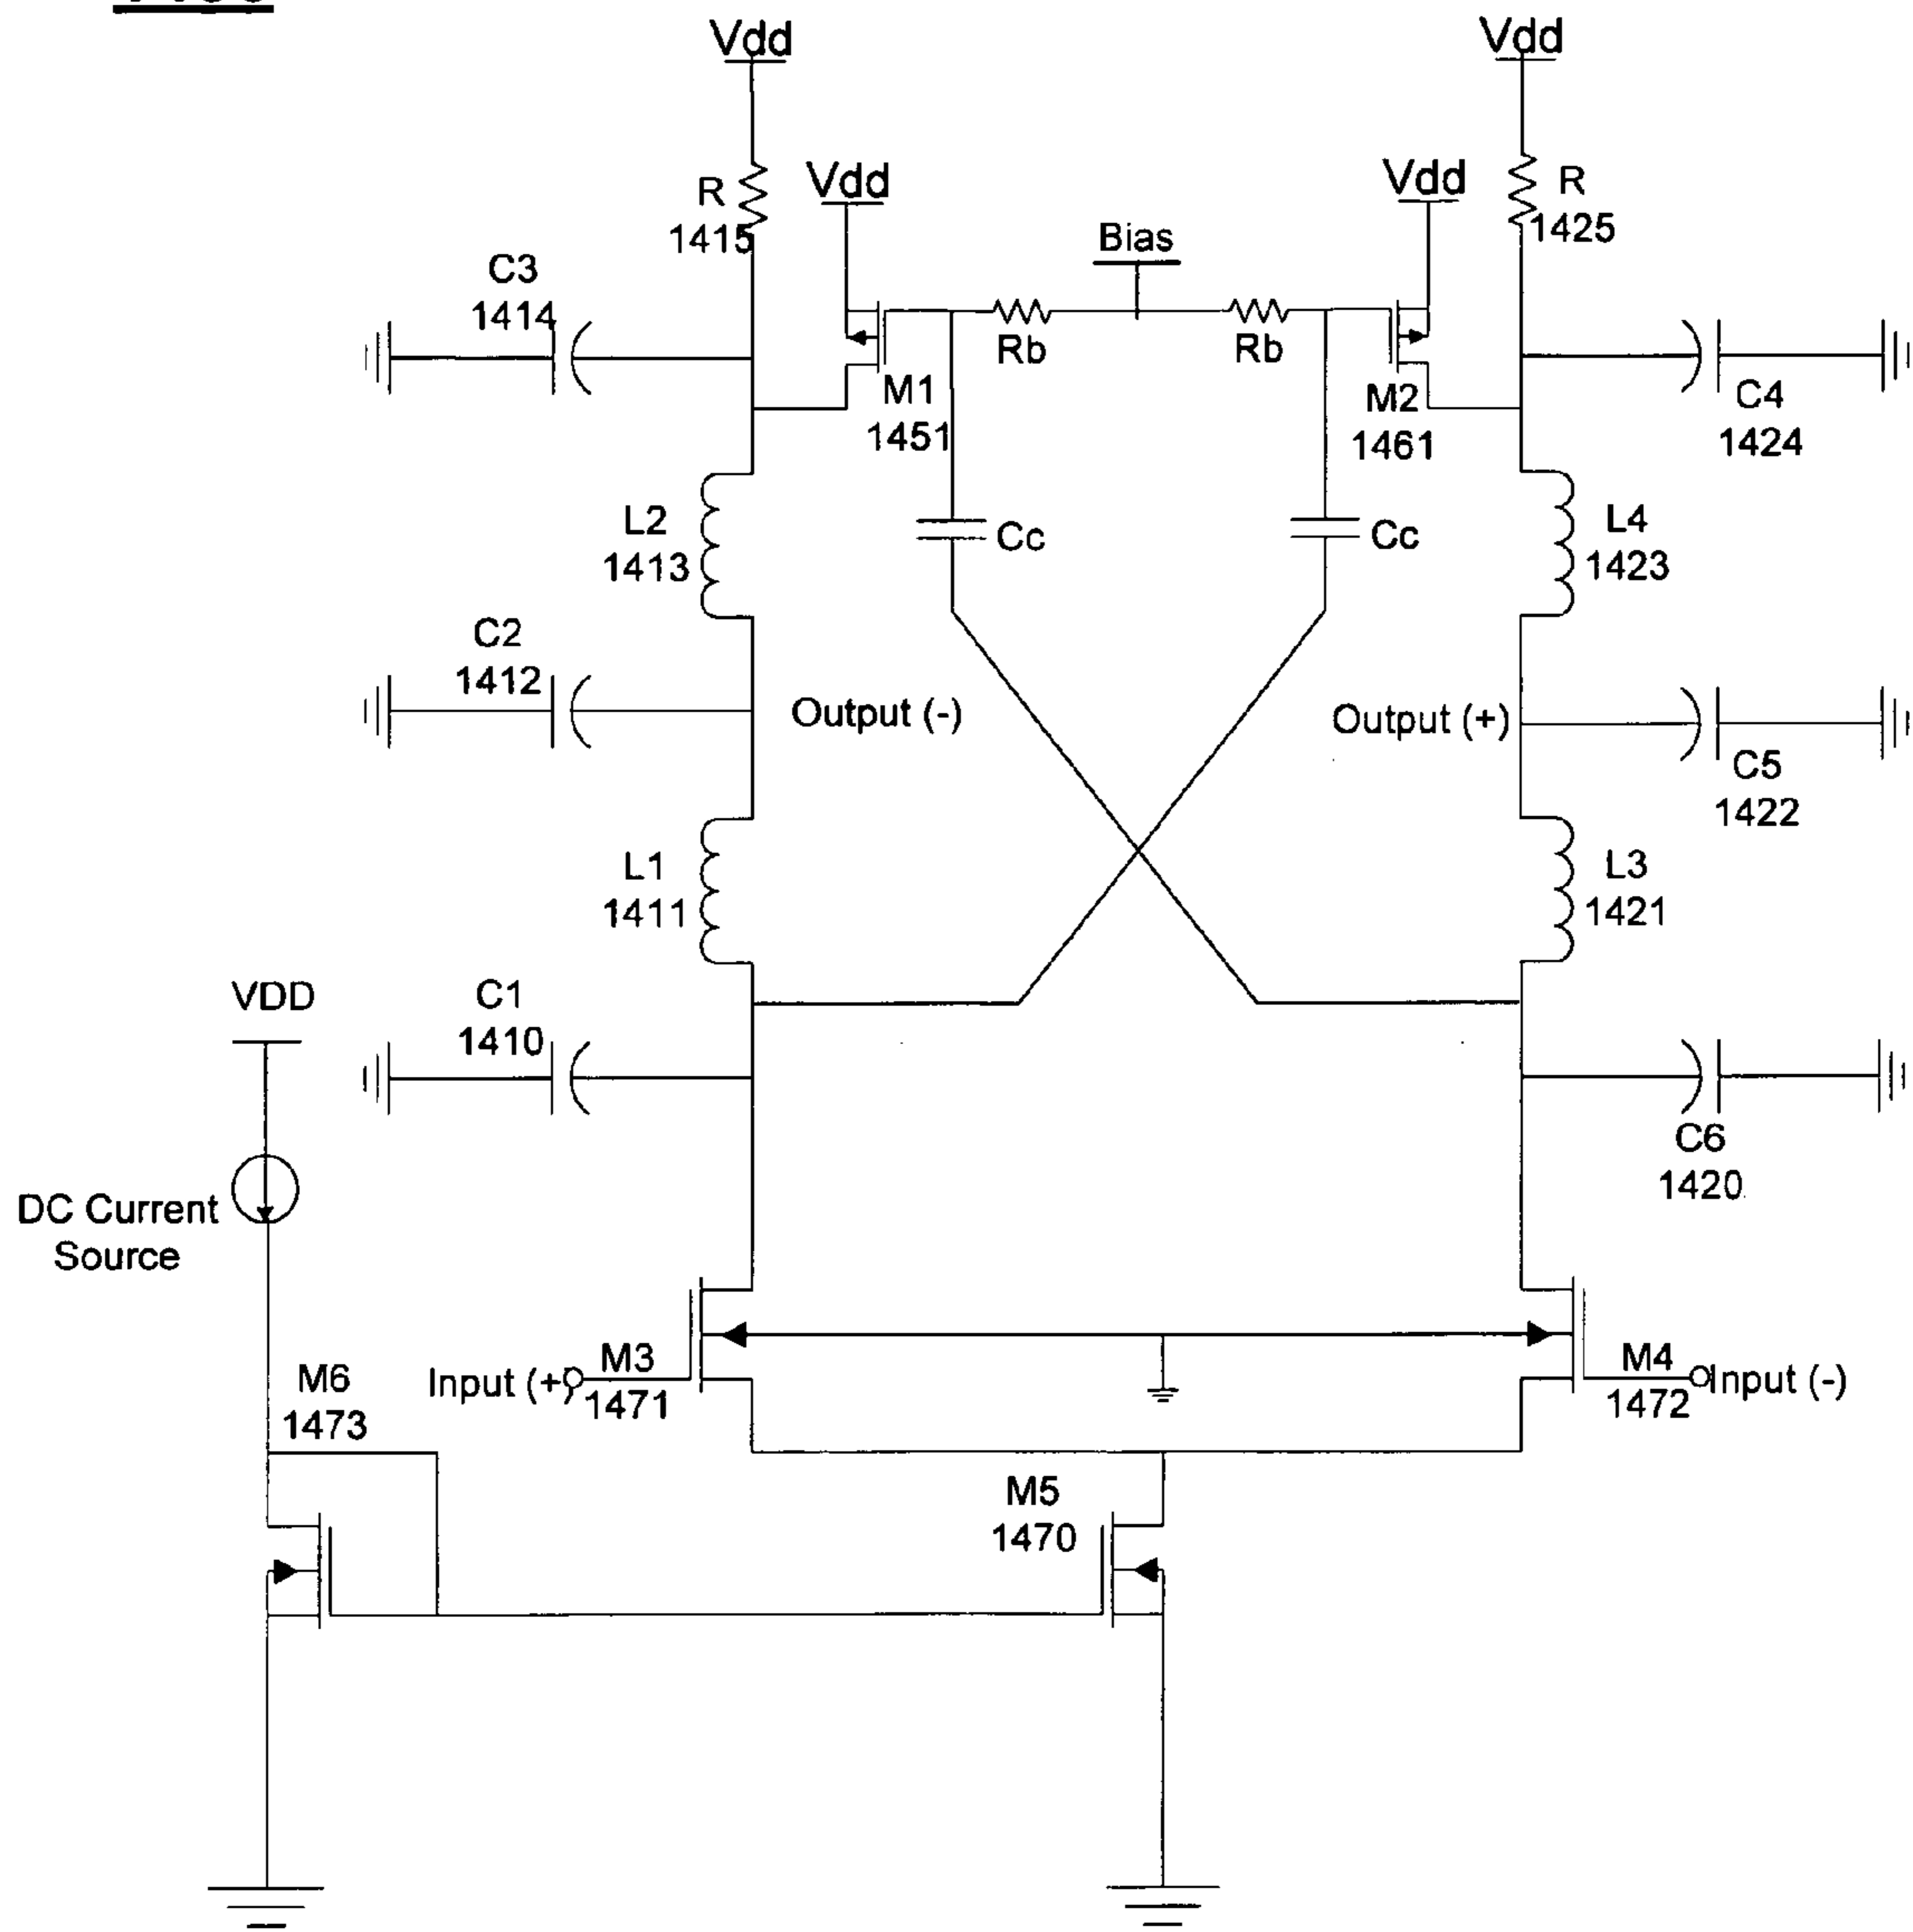 Vdd
Vdd
R
1415
Vdd
Vdd
R
1425
Bias
C3
1414
Rb
Rb
M1
1451
M2
1461
C4
1424
L2
1413
Cc
Cc
L4
1423
C2
1412
Output (-)
Output (+)
C5
1422
L1
1411
L3
1421
VDD
C1
1410
C6
1420
DC Current
Source
M6
1473
Input (+)
M3
1471
M4
1472
Input (-)
M5
1470